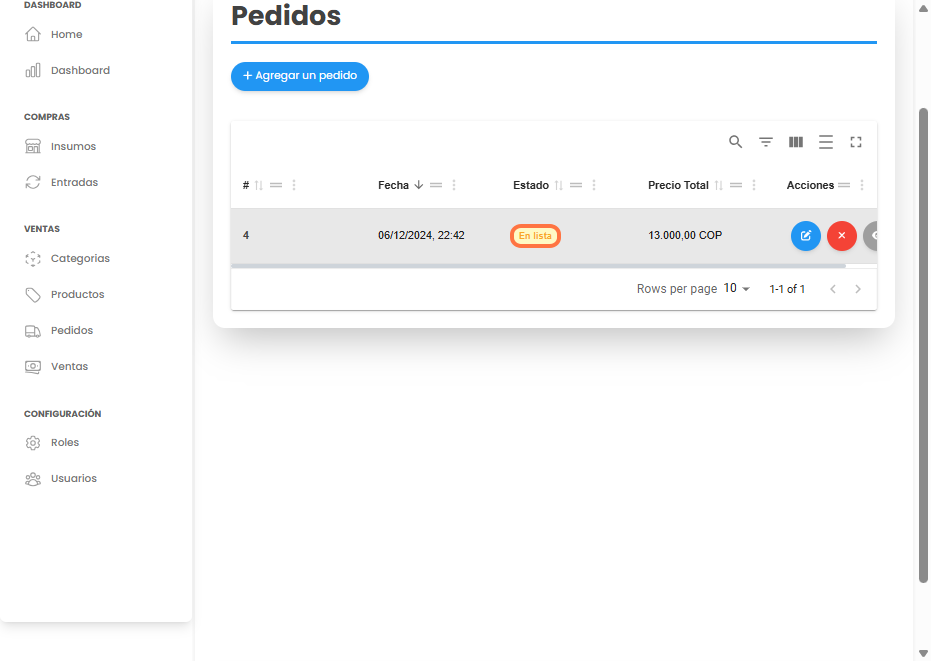 DASHBOARD
Home
Dashboard
COMPRAS
Insumos
Entradas
VENTAS
Categorias
Productos
Pedidos
Ventas
CONFIGURACIÓN
Roles
Usuarios
Pedidos
+ Agregar un pedido
# Fecha Estado Precio Total Acciones
4 06/12/2024, 22:42 En lista 13.000,00 COP
Rows per page 10 1-1 of 1